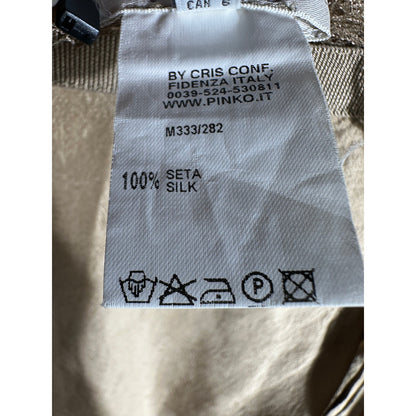 CAN 6
BY CRIS CONF.
FIDENZA ITALY
0039-524-530811
WWW.PINKO.IT
M333/282
100% SETA
SILK
P